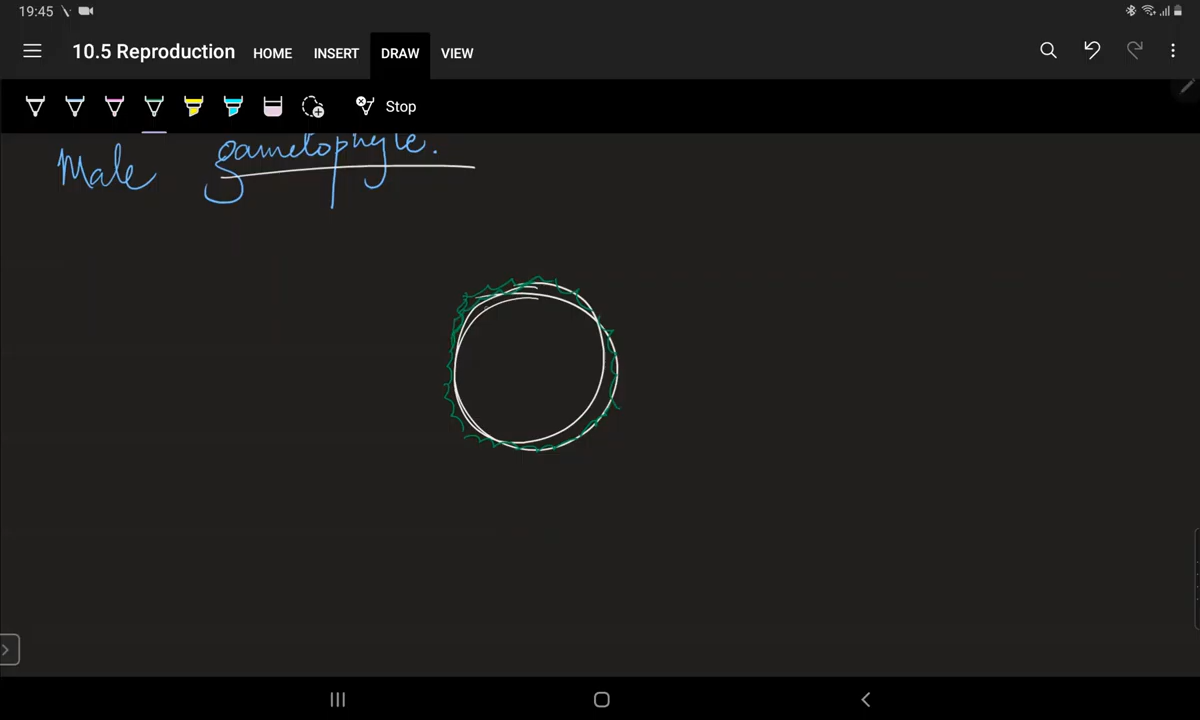 19:45
10.5 Reproduction HOME INSERT DRAW VIEW
Stop
Male gametophyte.